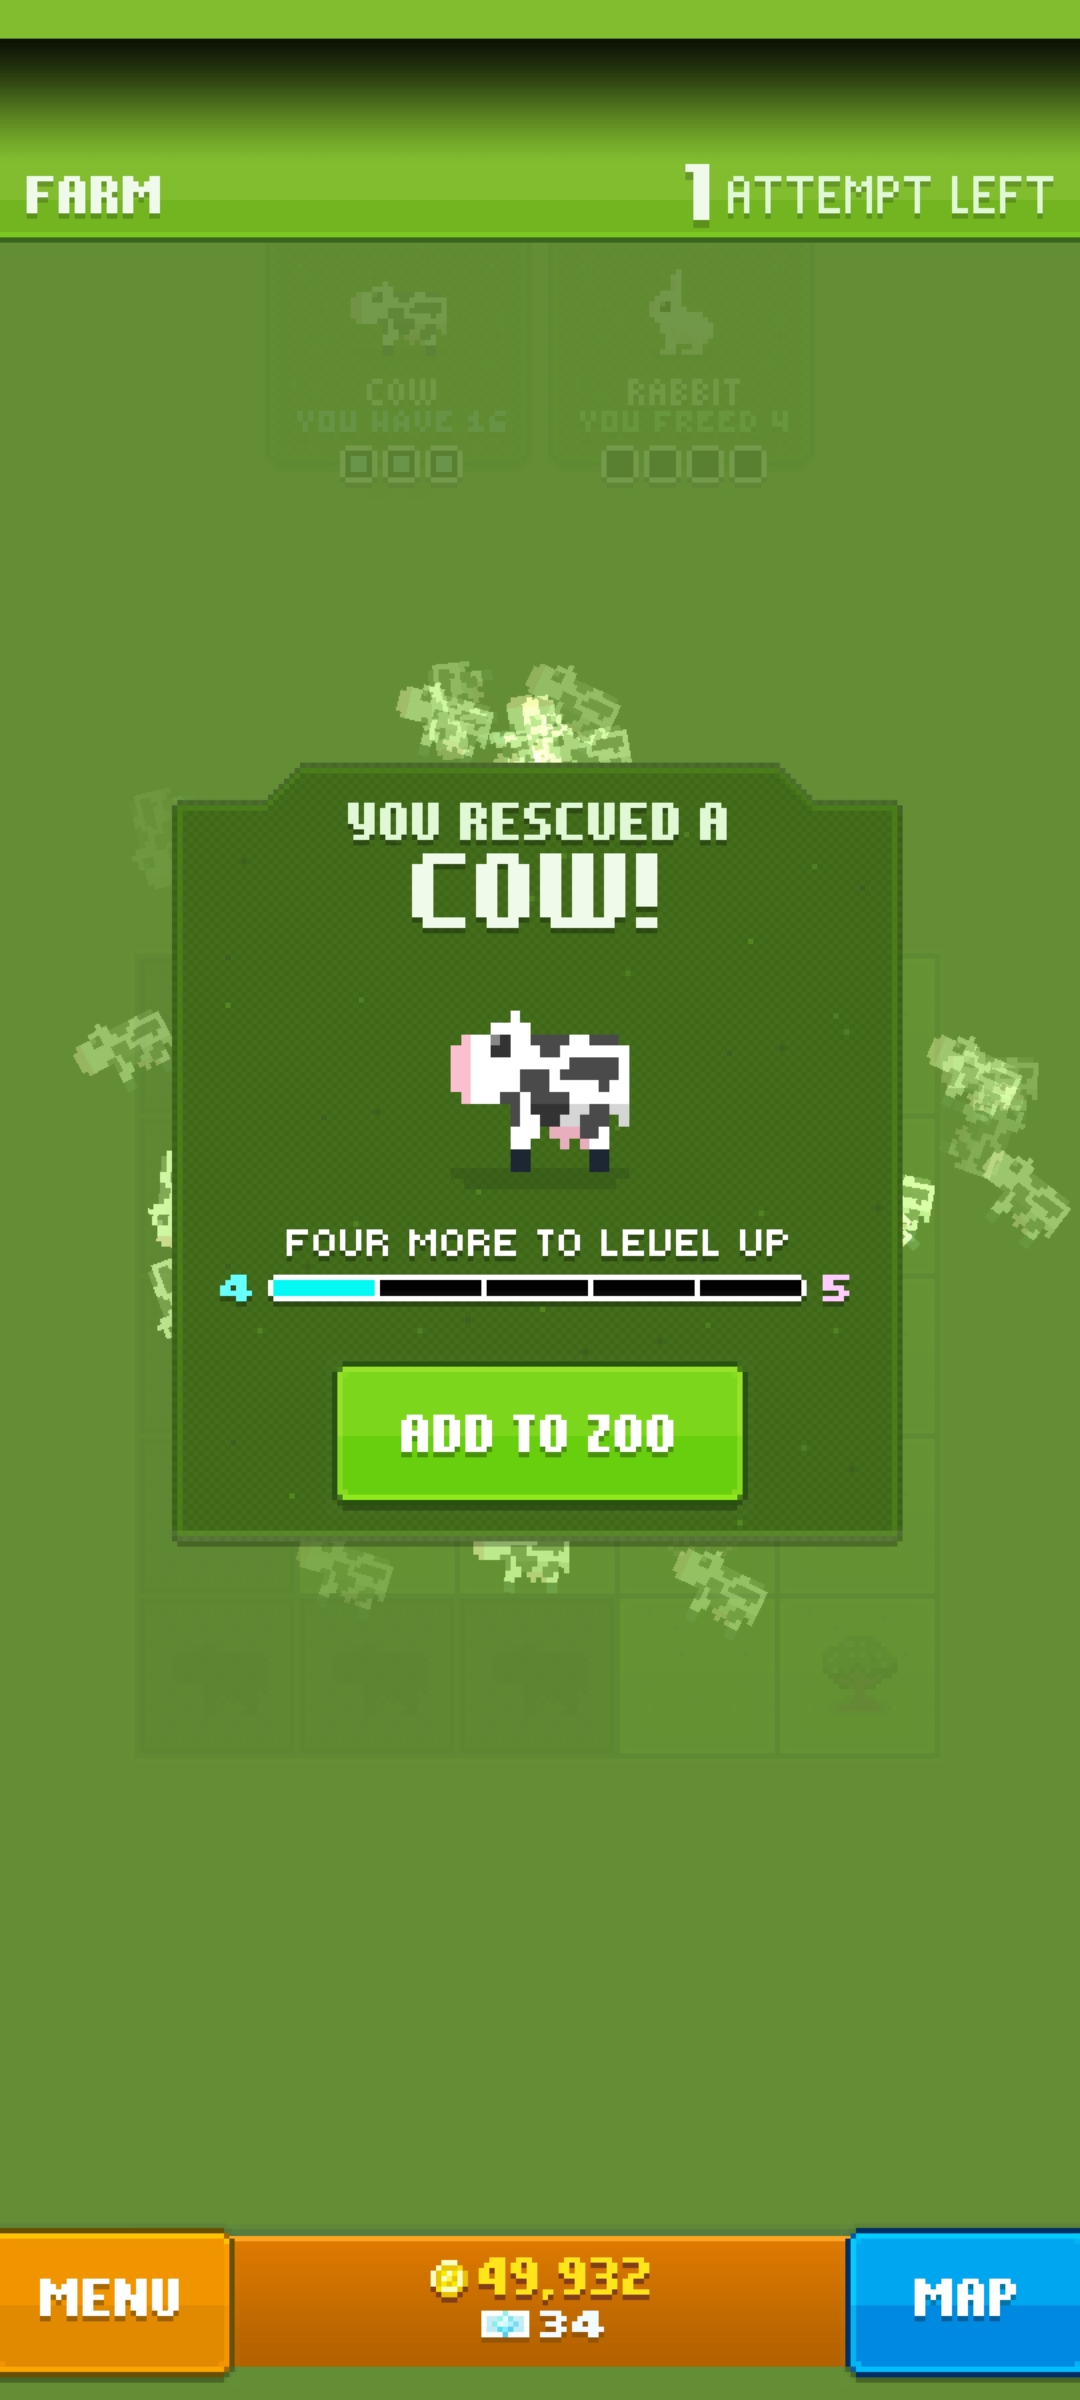 FARM
1 ATTEMPT LEFT
COW
YOU HAVE 16
RABBIT
YOU FREED 4
YOU RESCUED A
COW!
FOUR MORE TO LEVEL UP
4 5
ADD TO ZOO
MENU
49,932
34
MAP